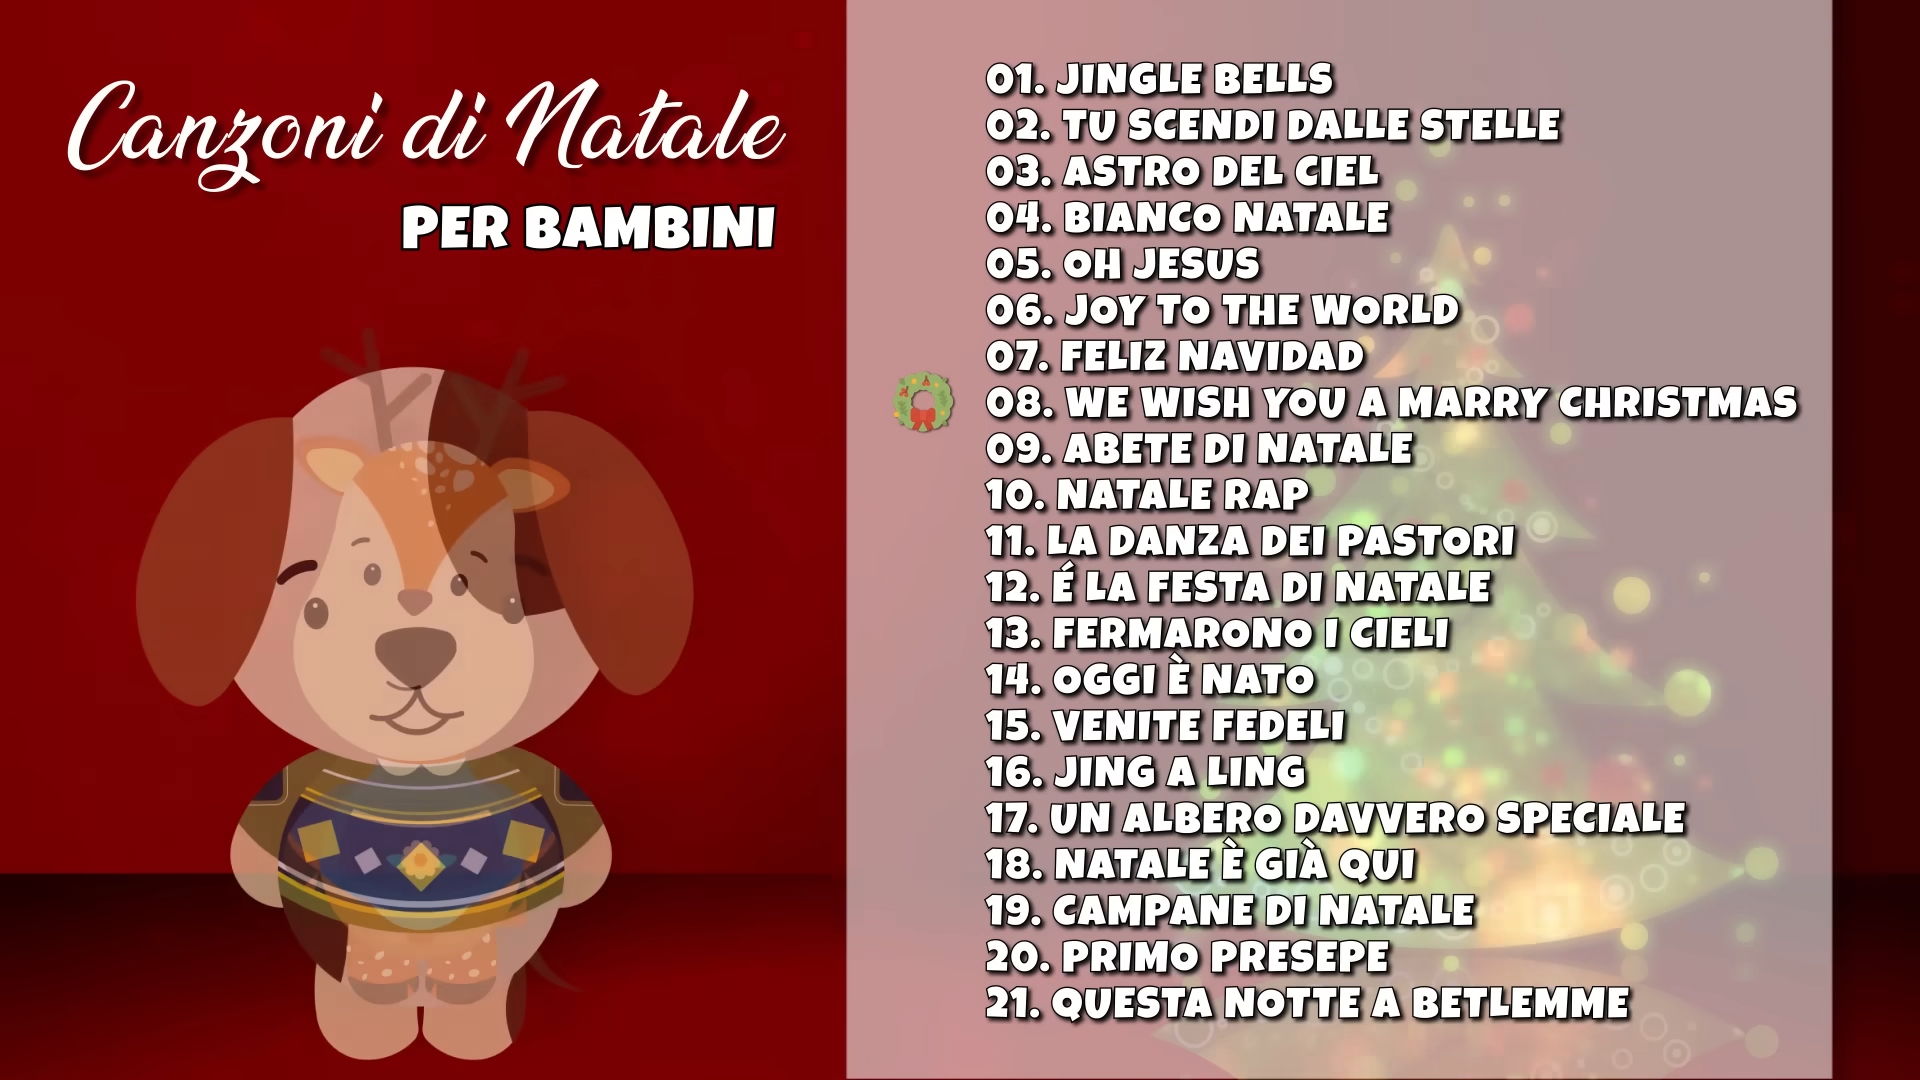 Canzoni di Natale
PER BAMBINI
01. JINGLE BELLS
02. TU SCENDI DALLE STELLE
03. ASTRO DEL CIEL
04. BIANCO NATALE
05. OH JESUS
06. JOY TO THE WORLD
07. FELIZ NAVIDAD
08. WE WISH YOU A MARRY CHRISTMAS
09. ABETE DI NATALE
10. NATALE RAP
11. LA DANZA DEI PASTORI
12. É LA FESTA DI NATALE
13. FERMARONO I CIELI
14. OGGI È NATO
15. VENITE FEDELI
16. JING A LING
17. UN ALBERO DAVVERO SPECIALE
18. NATALE È GIÀ QUI
19. CAMPANE DI NATALE
20. PRIMO PRESEPE
21. QUESTA NOTTE A BETLEMME